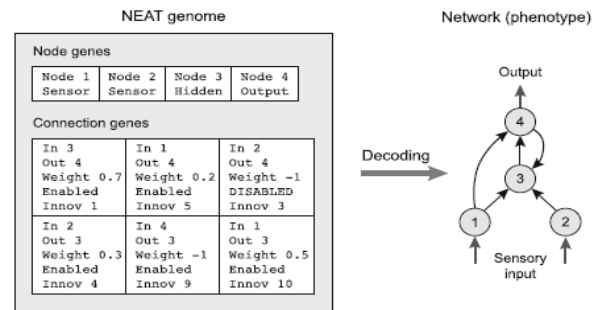 NEAT genome
Network (phenotype)
Node genes
Node 1 Node 2 Node 3 Node 4
Sensor Sensor Hidden Output
Connection genes
In 3 In 1 In 2
Out 4 Out 4 Out 4
Weight 0.7 Weight 0.2 Weight -1
Enabled Enabled DISABLED
Innov 1 Innov 5 Innov 3
In 2 In 4 In 1
Out 3 Out 3 Out 3
Weight 0.3 Weight -1 Weight 0.5
Enabled Enabled Enabled
Innov 4 Innov 9 Innov 10
Decoding
Output
4
3
1 2
Sensory
input